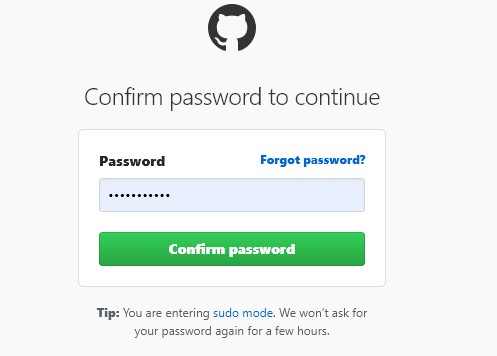 Confirm password to continue
Password Forgot password?
•••••••••••
Confirm password
Tip: You are entering sudo mode. We won't ask for
your password again for a few hours.